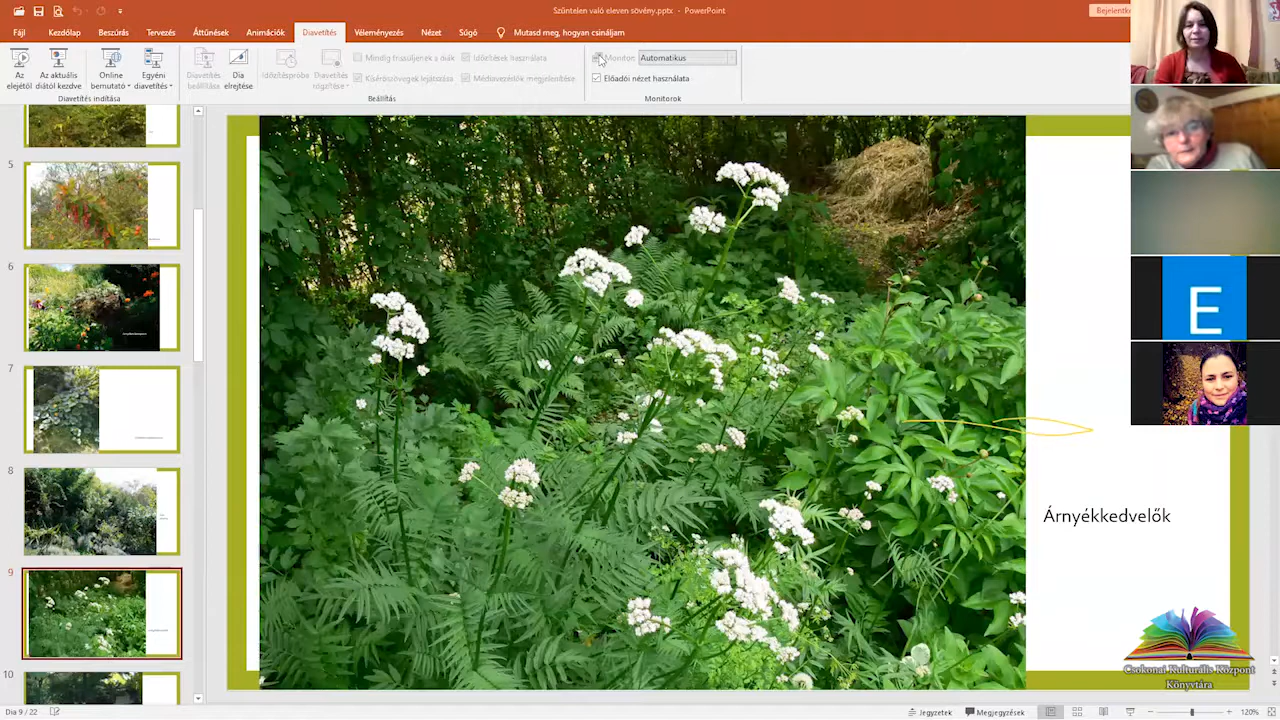 Szűntelen való eleven sövény.pptx - PowerPoint
Bejelentke
Fájl Kezdőlap Beszúrás Tervezés Áttűnések Animációk Diavetítés Véleményezés Nézet Súgó Mutasd meg, hogyan csináljam
Az elejétől
Az aktuális diától kezdve
Online bemutató
Egyéni diavetítés
Diavetítés indítása
Diavetítés beállítása
Dia elrejtése
Időzítéspróba
Diavetítés rögzítése
Mindig frissüljenek a diák
Kísérőszövegek lejátszása
Időzítések használata
Médiavezérlők megjelenítése
Beállítás
Monitor: Automatikus
Előadói nézet használata
Monitorok
5
6
7
8
9
10
E
Árnyékkedvelők
Csokonai Kulturális Központ
Könyvtára
Dia 9 / 22
Jegyzetek Megjegyzések
120%